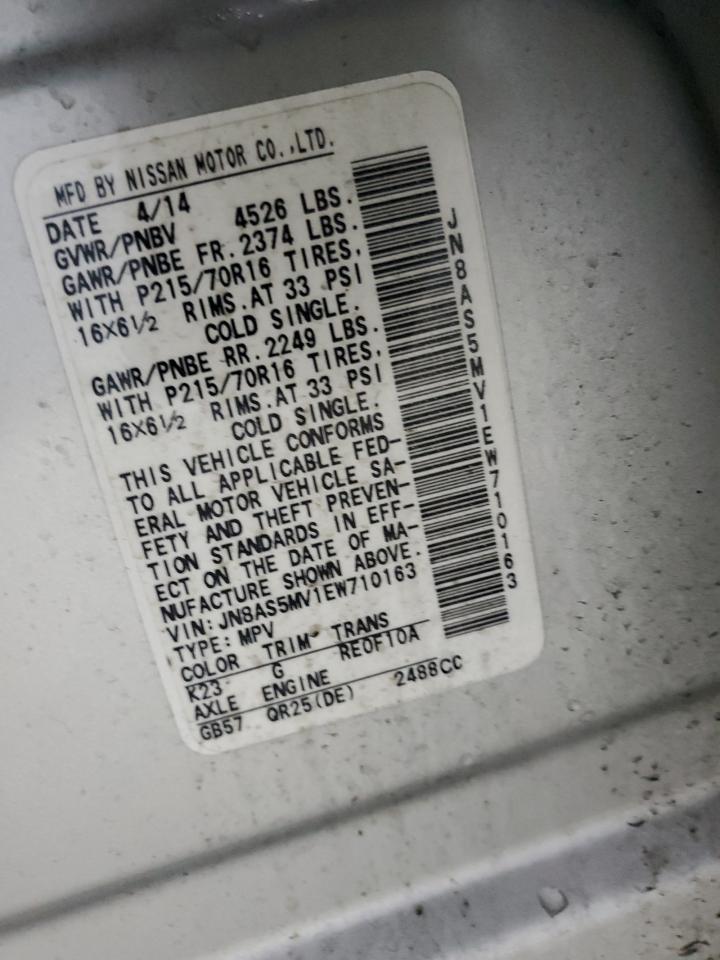 MFD BY NISSAN MOTOR CO.,LTD.
DATE 4/14
GVWR/PNBV 4526 LBS.
GAWR/PNBE FR.2374 LBS.
WITH P215/70R16 TIRES,
16X6½ RIMS.AT 33 PSI
COLD SINGLE.
GAWR/PNBE RR.2249 LBS.
WITH P215/70R16 TIRES,
16X6½ RIMS.AT 33 PSI
COLD SINGLE.
THIS VEHICLE CONFORMS
TO ALL APPLICABLE FED-
ERAL MOTOR VEHICLE SA-
FETY AND THEFT PREVEN-
TION STANDARDS IN EFF-
ECT ON THE DATE OF MA-
NUFACTURE SHOWN ABOVE.
VIN: JN8AS5MV1EW710163
TYPE: MPV
COLOR TRIM TRANS
K23 G RE0F10A
AXLE ENGINE
GB57 QR25(DE) 2488CC
JN8AS5MV1EW710163